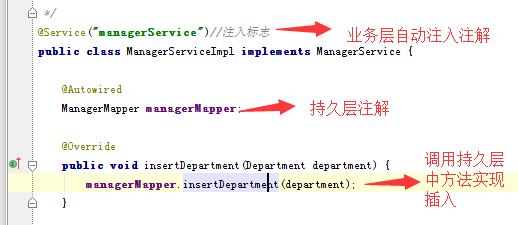 */
@Service("managerService")//注入标志
业务层自动注入注解
public class ManagerServiceImpl implements ManagerService {
@Autowired
ManagerMapper managerMapper;
持久层注解
@Override
public void insertDepartment(Department department) {
managerMapper.insertDepartment(department);
调用持久层
中方法实现
插入
}